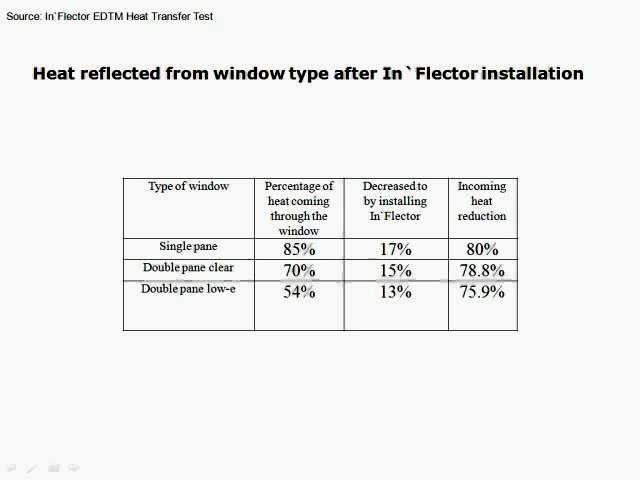 Source: In`Flector EDTM Heat Transfer Test
Heat reflected from window type after In`Flector installation
Type of window
Percentage of
heat coming
through the
window
Decreased to
by installing
In`Flector
Incoming
heat
reduction
Single pane 85% 17% 80%
Double pane clear 70% 15% 78.8%
Double pane low-e 54% 13% 75.9%